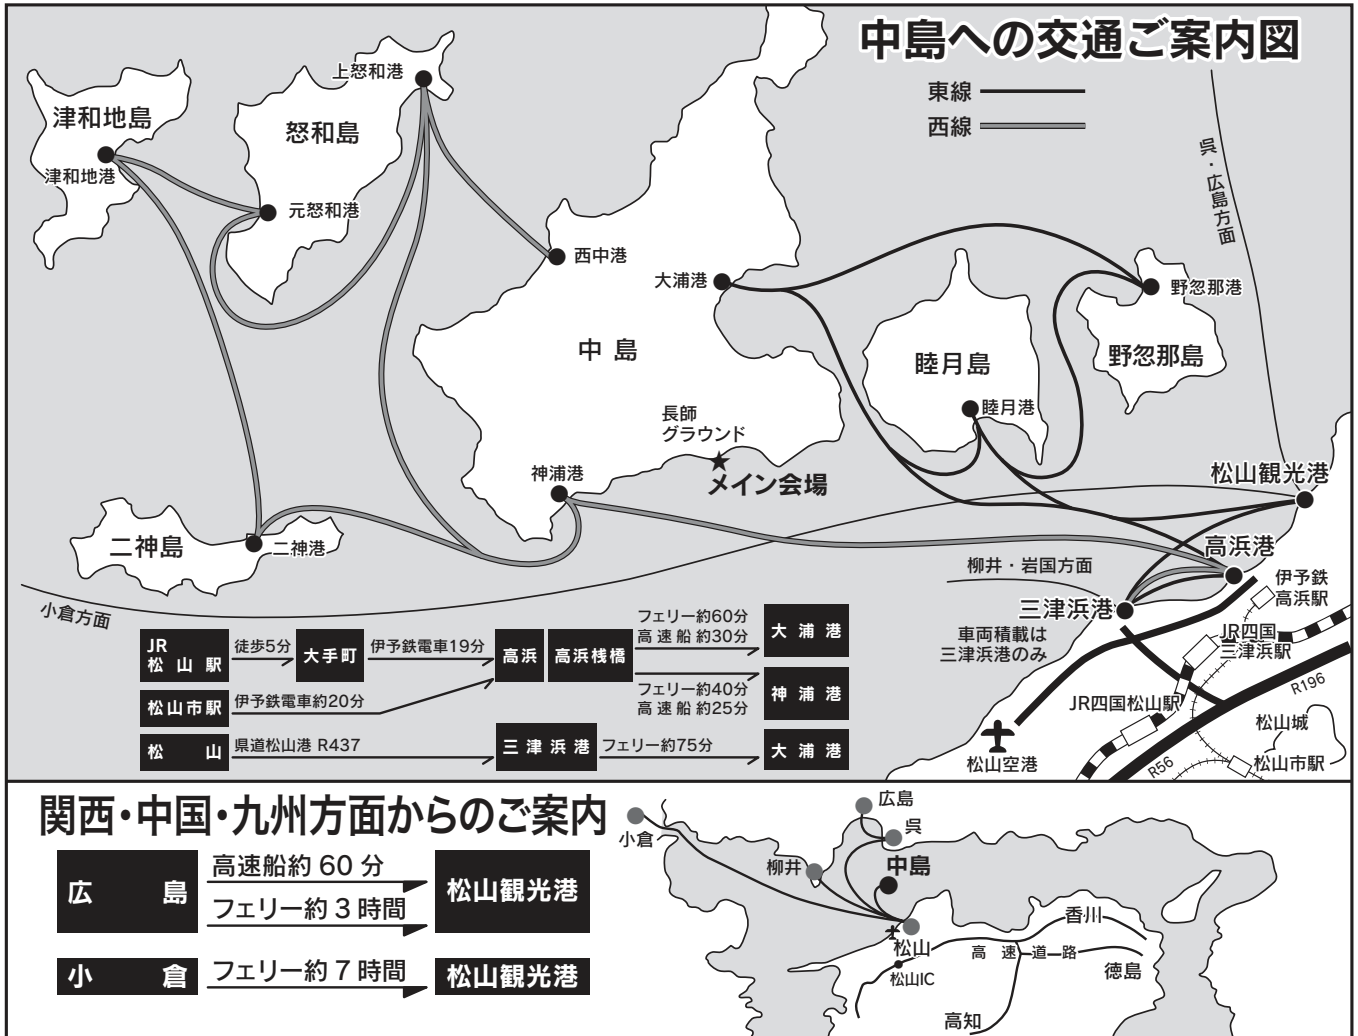 中島への交通ご案内図
東線
西線
呉・広島方面
上怒和港
津和地島
怒和島
津和地港
元怒和港
西中港
大浦港
野忽那港
中島
睦月島
野忽那島
睦月港
長師
グラウンド
メイン会場
神浦港
松山観光港
二神島
二神港
高浜港
柳井・岩国方面
伊予鉄
高浜駅
三津浜港
小倉方面
車両積載は
三津浜港のみ
JR四国
三津浜駅
R196
JR四国松山駅
松山城
松山空港
R56
松山市駅
JR
松山駅
徒歩5分
大手町
伊予鉄電車19分
高浜
高浜桟橋
フェリー約60分
高速船約30分
大浦港
松山市駅
伊予鉄電車約20分
フェリー約40分
高速船約25分
神浦港
松山
県道松山港 R437
三津浜港
フェリー約75分
大浦港
関西・中国・九州方面からのご案内
広島
高速船約 60 分
フェリー約 3 時間
松山観光港
小倉
フェリー約 7 時間
松山観光港
広島
呉
小倉
柳井
中島
松山
松山IC
香川
高速道路
徳島
高知